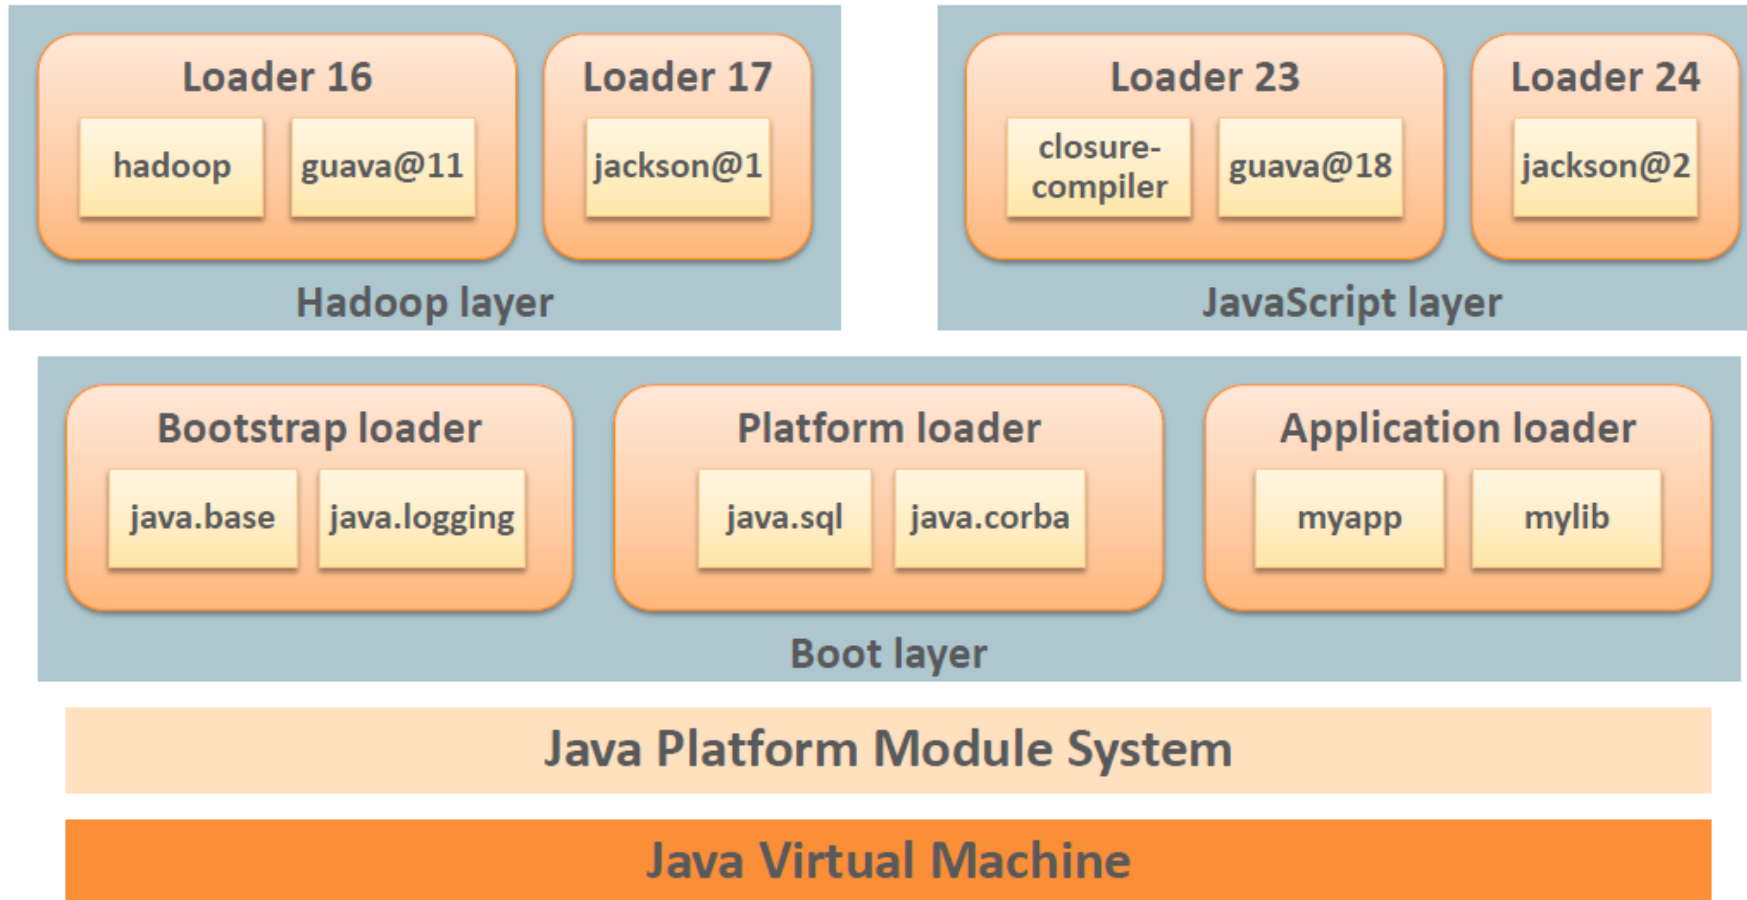 Loader 16
hadoop
guava@11
Loader 17
jackson@1
Hadoop layer
Loader 23
closure-
compiler
guava@18
Loader 24
jackson@2
JavaScript layer
Bootstrap loader
java.base
java.logging
Platform loader
java.sql
java.corba
Application loader
myapp
mylib
Boot layer
Java Platform Module System
Java Virtual Machine